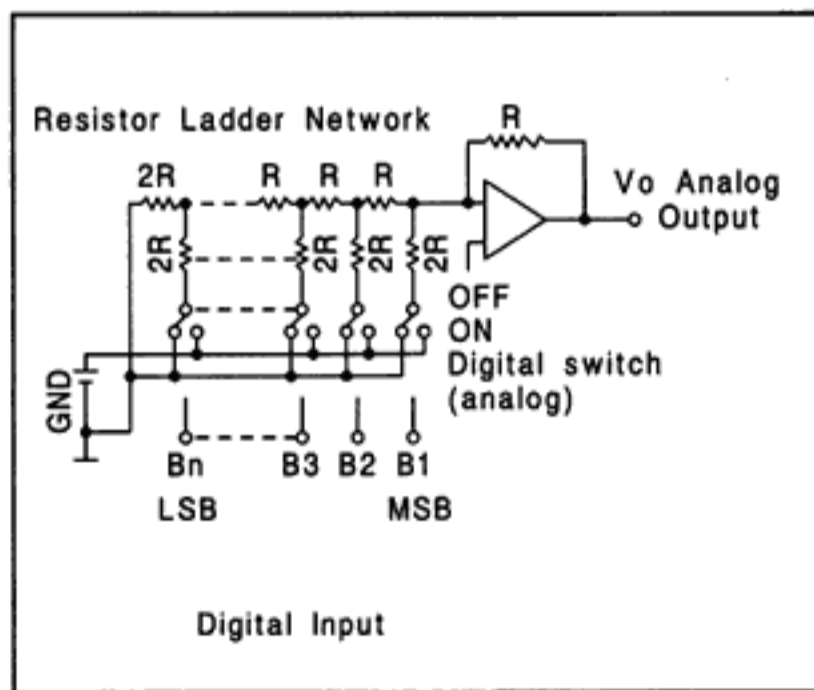 Resistor Ladder Network
R
2R R R R
Vo Analog
Output
2R 2R 2R 2R
OFF
ON
Digital switch
(analog)
GND
Bn B3 B2 B1
LSB MSB
Digital Input